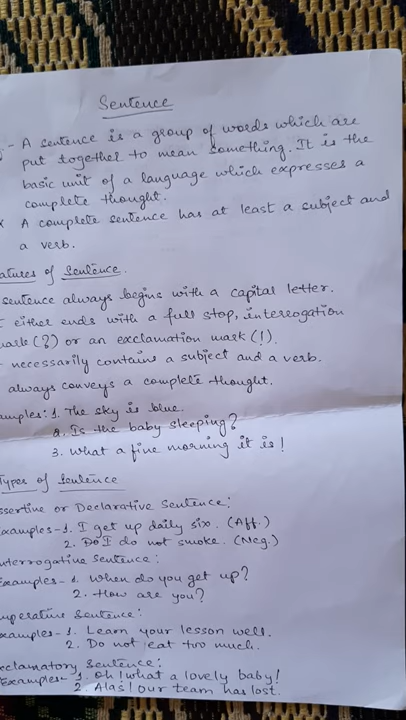 Sentence
- A sentence is a group of words which are
put together to mean something. It is the
basic unit of a language which expresses a
complete thought.
A complete sentence has at least a subject and
a verb.
atures of Sentence.
sentence always begins with a capital letter.
either ends with a full stop, interrogation
mark (?) or an exclamation mark (!).
necessarily contains a subject and a verb.
always conveys a complete thought.
amples: 1. The sky is blue.
2. Is the baby sleeping?
3. What a fine morning it is!
Types of Sentence
ssertine or Declarative Sentence:
Examples - 1. I get up daily six. (Aff.)
2. Do I do not smoke. (Neg.)
nterrogative Sentence:
Examples - 1. When do you get up?
2. How are you?
mperative Sentence:
xamples - 1. Learn your lesson well.
2. Do not eat too much.
xclamatory Sentence:
Examples - 1. Oh! what a lovely baby!
2. Alas! Our team has lost.